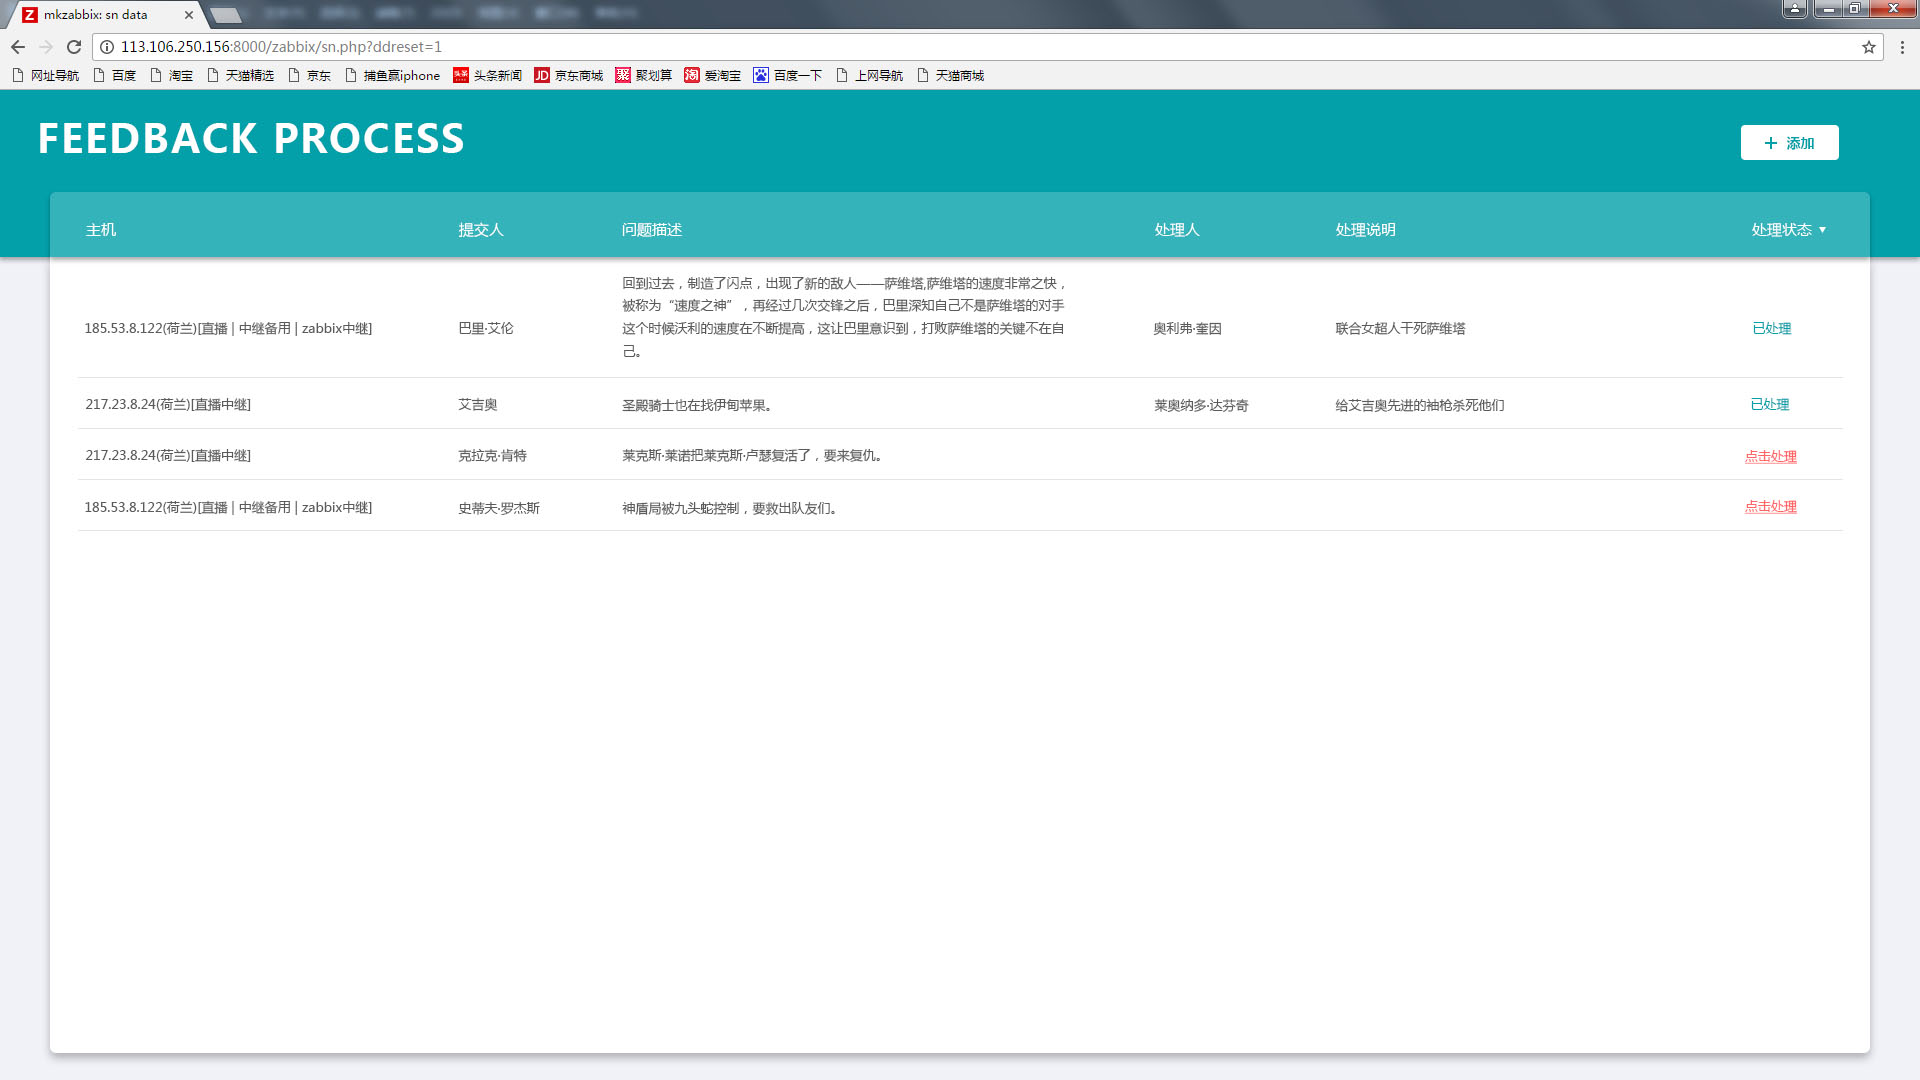 mkzabbix: sn data
113.106.250.156:8000/zabbix/sn.php?ddreset=1
网址导航 百度 淘宝 天猫精选 京东 捕鱼赢iphone 头条 头条新闻 JD 京东商城 聚 聚划算 淘 爱淘宝 百度一下 上网导航 天猫商城
FEEDBACK PROCESS
+ 添加
主机 提交人 问题描述 处理人 处理说明 处理状态
回到过去，制造了闪点，出现了新的敌人——萨维塔,萨维塔的速度非常之快，
被称为“速度之神”，再经过几次交锋之后，巴里深知自己不是萨维塔的对手
185.53.8.122(荷兰)[直播 | 中继备用 | zabbix中继] 巴里·艾伦 这个时候沃利的速度在不断提高，这让巴里意识到，打败萨维塔的关键不在自 奥利弗·奎因 联合女超人干死萨维塔 已处理
己。
217.23.8.24(荷兰)[直播中继] 艾吉奥 圣殿骑士也在找伊甸苹果。 莱奥纳多·达芬奇 给艾吉奥先进的袖枪杀死他们 已处理
217.23.8.24(荷兰)[直播中继] 克拉克·肯特 莱克斯·莱诺把莱克斯·卢瑟复活了，要来复仇。 点击处理
185.53.8.122(荷兰)[直播 | 中继备用 | zabbix中继] 史蒂夫·罗杰斯 神盾局被九头蛇控制，要救出队友们。 点击处理